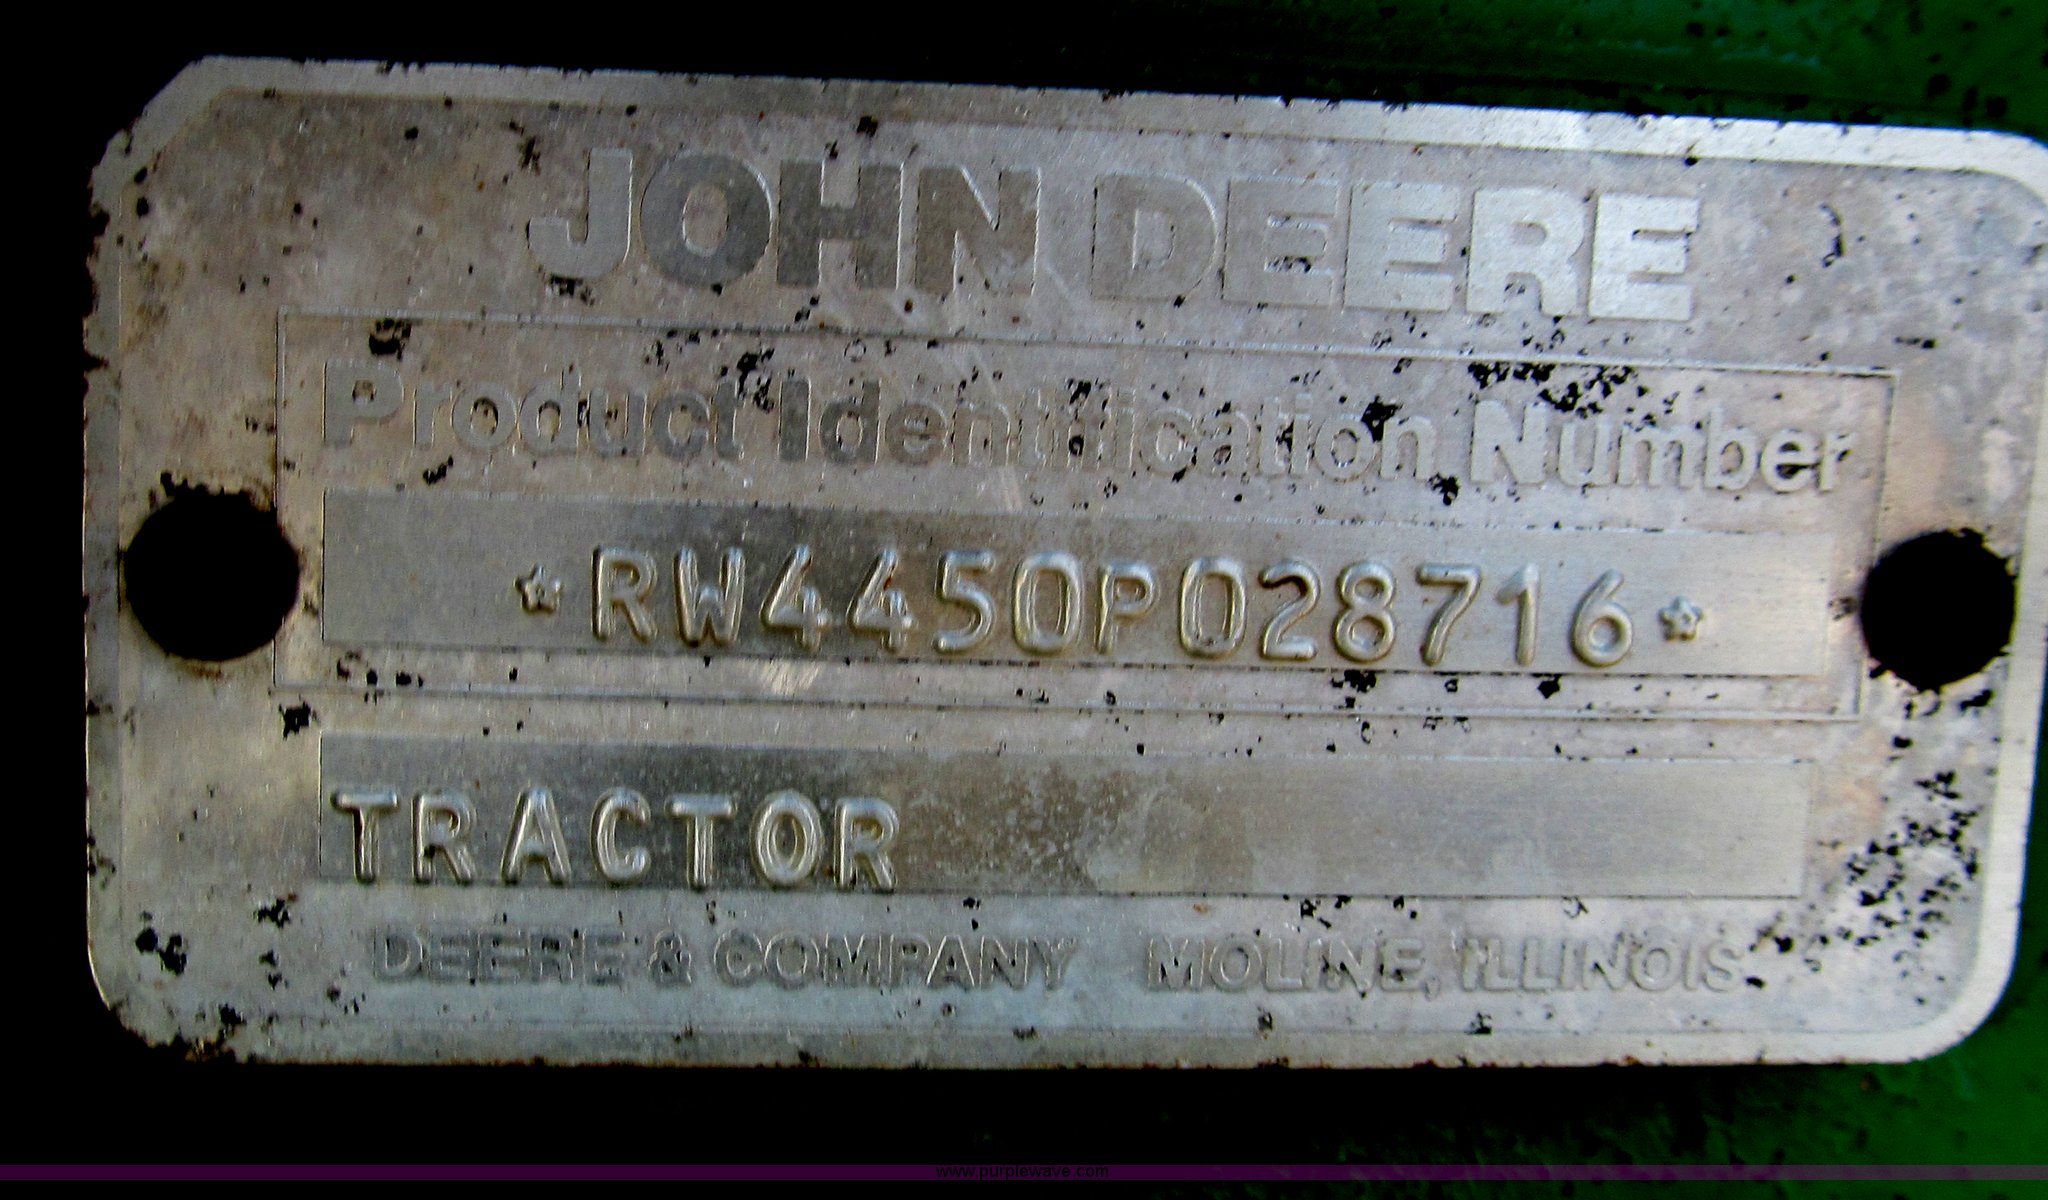 JOHN DEERE
Product Identification Number
*RW4450P028716*
TRACTOR
DEERE & COMPANY MOLINE, ILLINOIS
www.purplewave.com